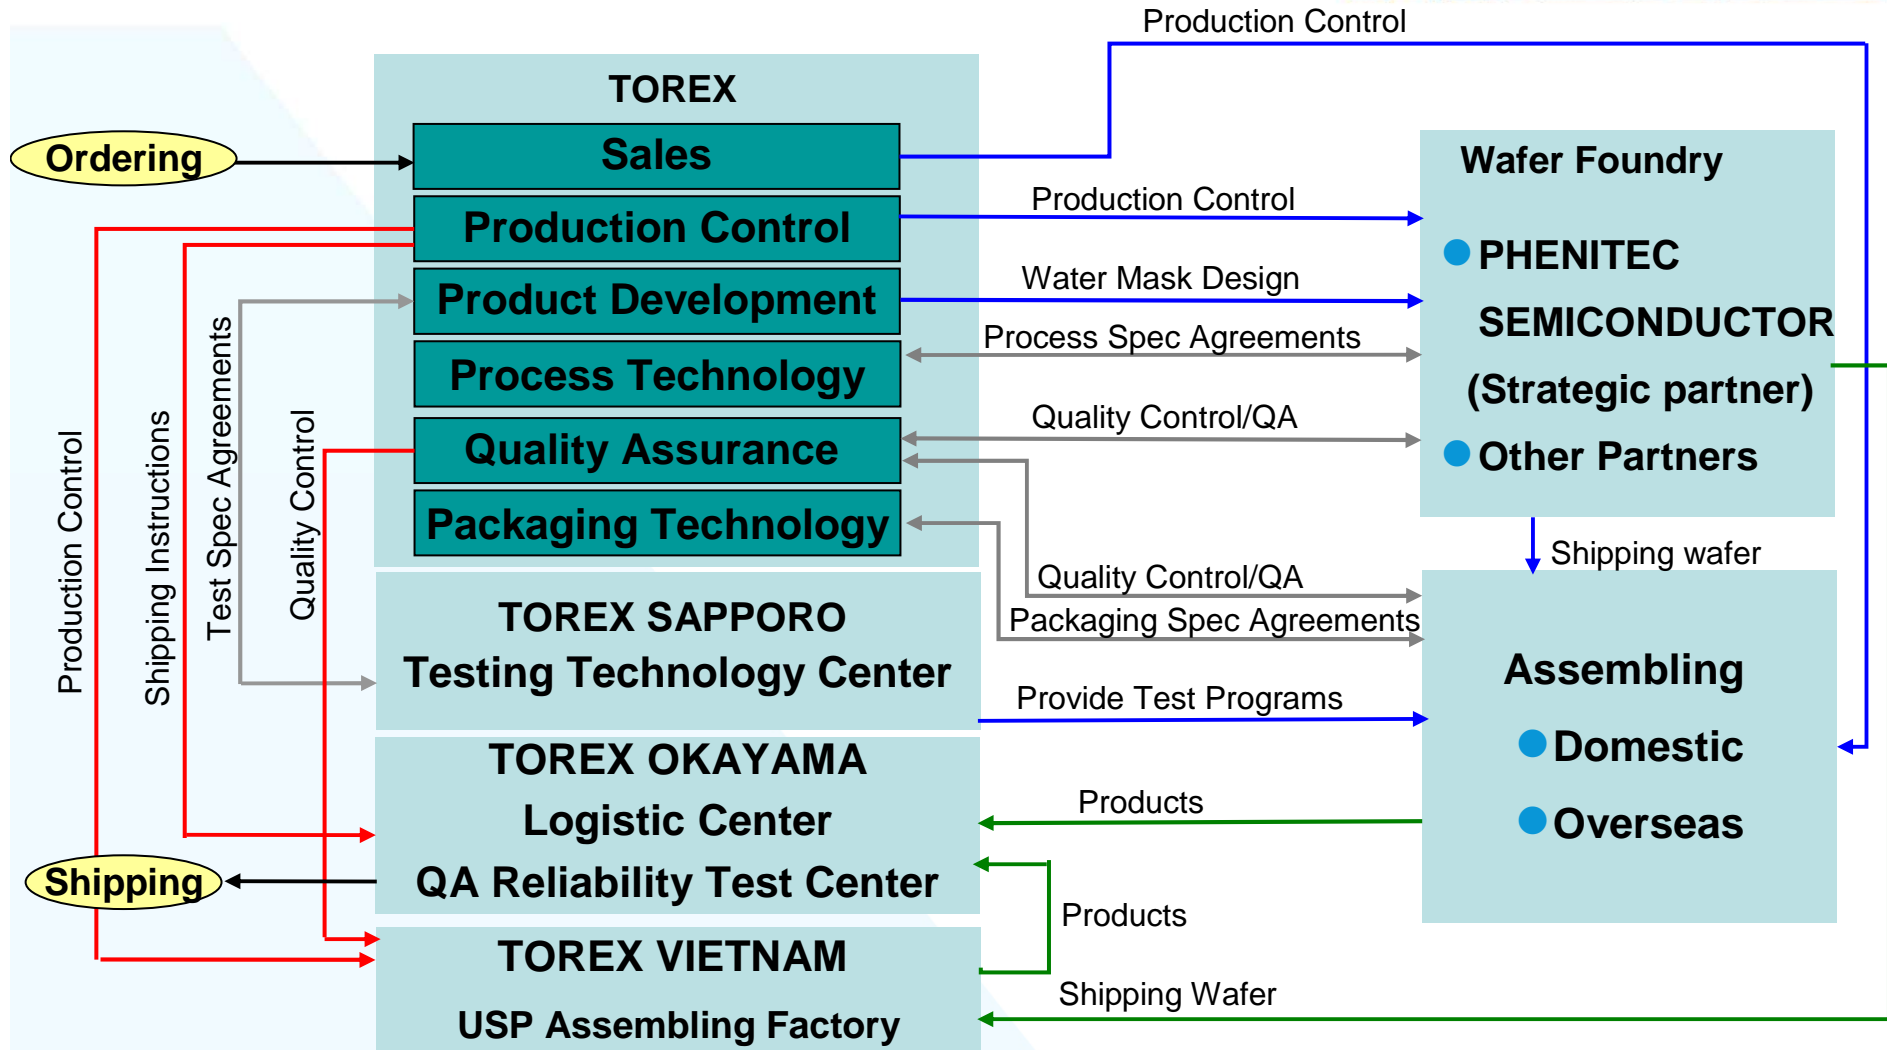 Production Control
TOREX
Ordering
Sales
Wafer Foundry
Production Control
Production Control
PHENITEC
SEMICONDUCTOR
(Strategic partner)
Other Partners
Water Mask Design
Product Development
Process Spec Agreements
Process Technology
Quality Control/QA
Quality Assurance
Packaging Technology
Production Control
Shipping Instructions
Test Spec Agreements
Quality Control
Shipping wafer
Quality Control/QA
Packaging Spec Agreements
TOREX SAPPORO
Testing Technology Center
Assembling
Domestic
Overseas
Provide Test Programs
TOREX OKAYAMA
Logistic Center
QA Reliability Test Center
Products
Shipping
Products
TOREX VIETNAM
USP Assembling Factory
Shipping Wafer